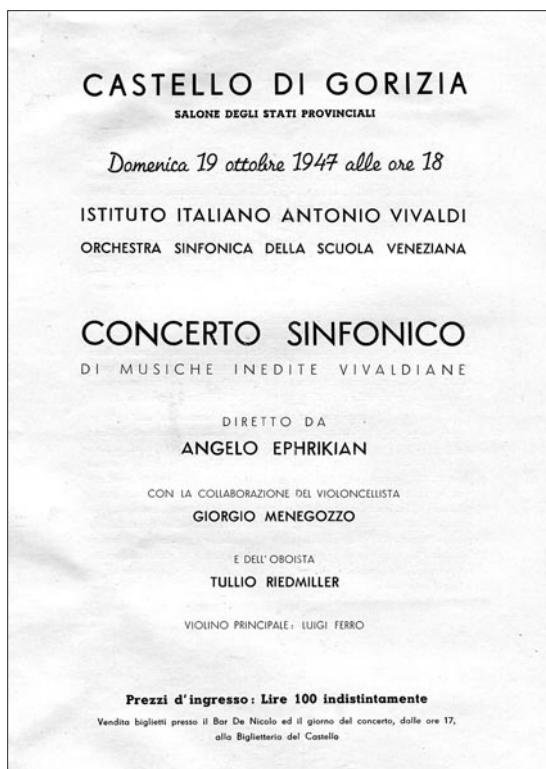 CASTELLO DI GORIZIA
SALONE DEGLI STATI PROVINCIALI
Domenica 19 ottobre 1947 alle ore 18
ISTITUTO ITALIANO ANTONIO VIVALDI
ORCHESTRA SINFONICA DELLA SCUOLA VENEZIANA
CONCERTO SINFONICO
DI MUSICHE INEDITE VIVALDIANE
DIRETTO DA
ANGELO EPHRIKIAN
CON LA COLLABORAZIONE DEL VIOLONCELLISTA
GIORGIO MENEGOZZO
E DELL'OBOISTA
TULLIO RIEDMILLER
VIOLINO PRINCIPALE: LUIGI FERRO
Prezzi d'ingresso: Lire 100 indistintamente
Vendita biglietti presso il Bar De Nicolo ed il giorno del concerto, dalle ore 17,
alla Biglietteria del Castello